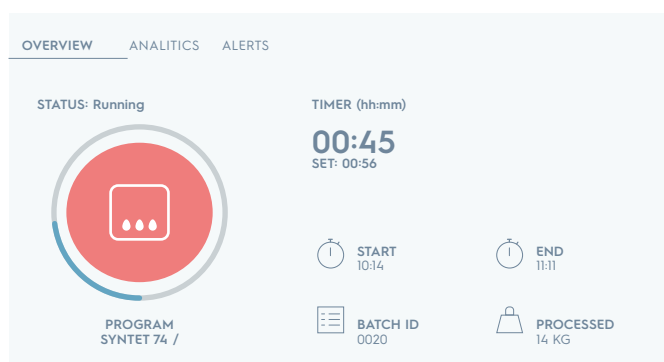 OVERVIEW ANALITICS ALERTS
STATUS: Running
TIMER (hh:mm)
00:45
SET: 00:56
START
10:14
END
11:11
PROGRAM
SYNTET 74 /
BATCH ID
0020
PROCESSED
14 KG